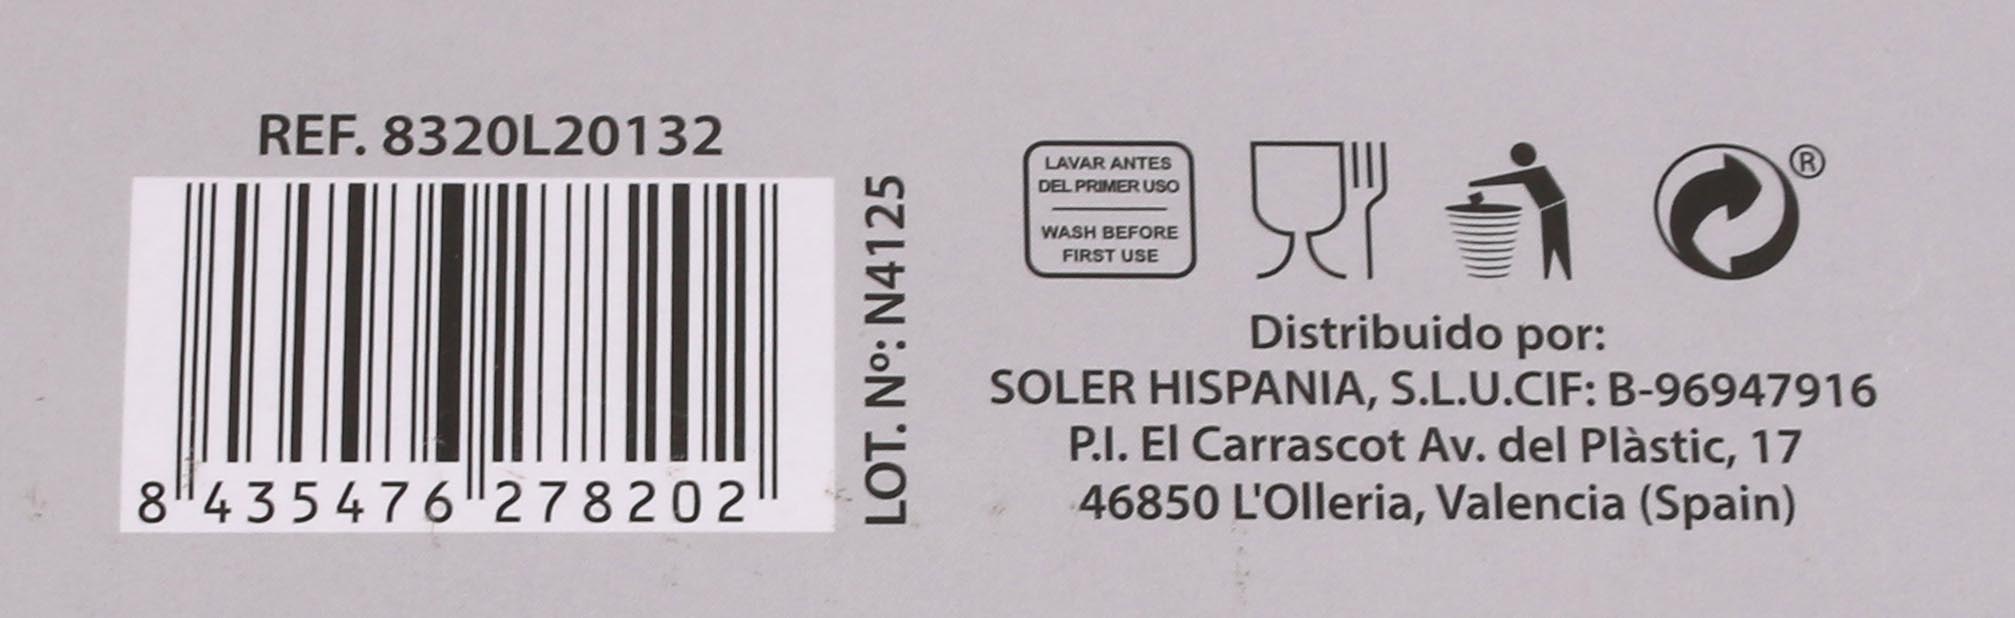 REF. 8320L20132
8 435476 278202
LOT. Nº: N4125
LAVAR ANTES
DEL PRIMER USO
WASH BEFORE
FIRST USE
®
Distribuido por:
SOLER HISPANIA, S.L.U.CIF: B-96947916
P.I. El Carrascot Av. del Plàstic, 17
46850 L'Olleria, Valencia (Spain)